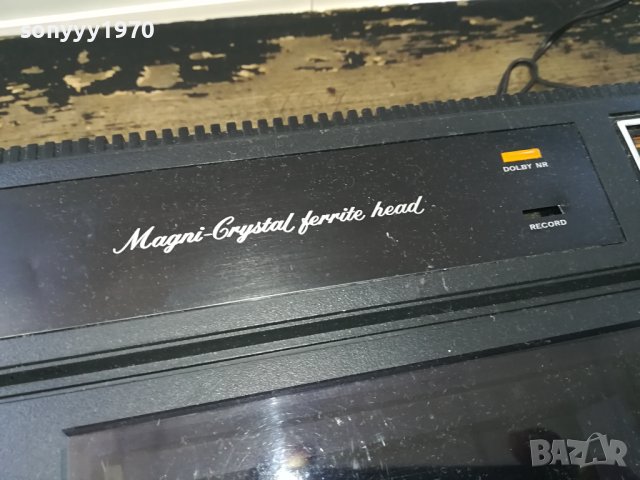 sonyyy1970
DOLBY NR
Magni-Crystal ferrite head
RECORD
BAZAR